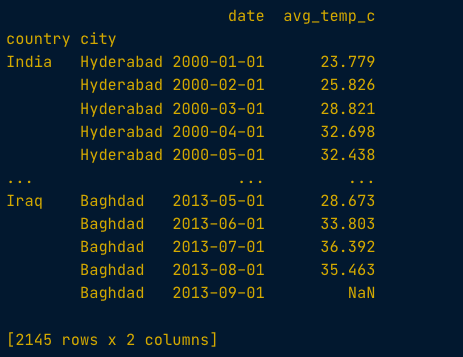 date avg_temp_c
country city
India Hyderabad 2000-01-01 23.779
Hyderabad 2000-02-01 25.826
Hyderabad 2000-03-01 28.821
Hyderabad 2000-04-01 32.698
Hyderabad 2000-05-01 32.438
... ... ...
Iraq Baghdad 2013-05-01 28.673
Baghdad 2013-06-01 33.803
Baghdad 2013-07-01 36.392
Baghdad 2013-08-01 35.463
Baghdad 2013-09-01 NaN
[2145 rows x 2 columns]